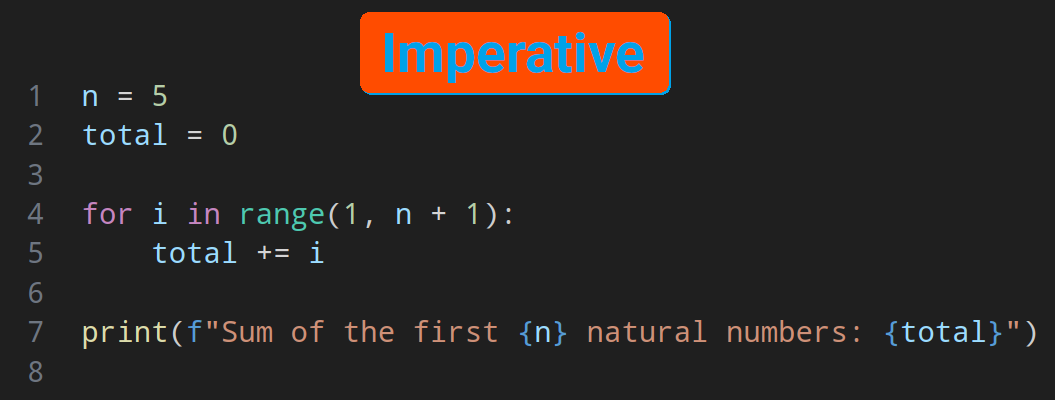 Imperative
1 n = 5
2 total = 0
3
4 for i in range(1, n + 1):
5     total += i
6
7 print(f"Sum of the first {n} natural numbers: {total}")
8